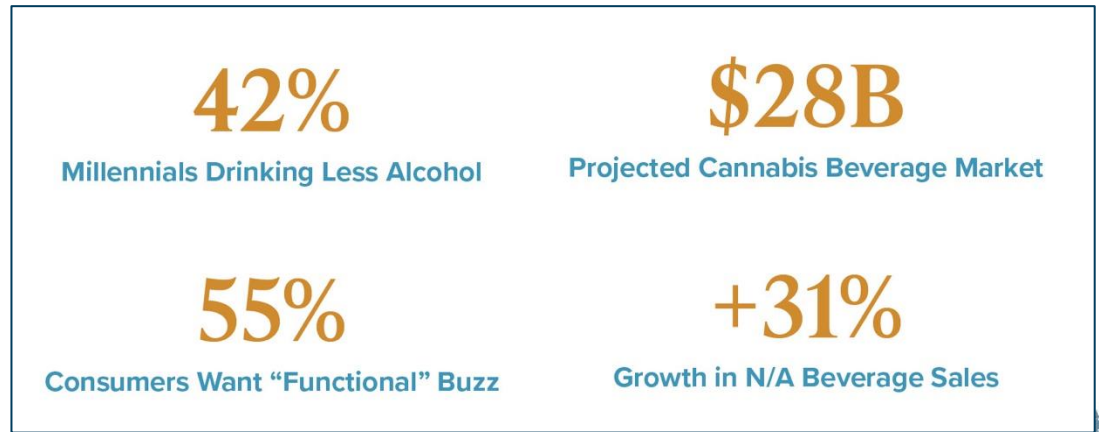 42%
Millennials Drinking Less Alcohol
$28B
Projected Cannabis Beverage Market
55%
Consumers Want “Functional” Buzz
+31%
Growth in N/A Beverage Sales